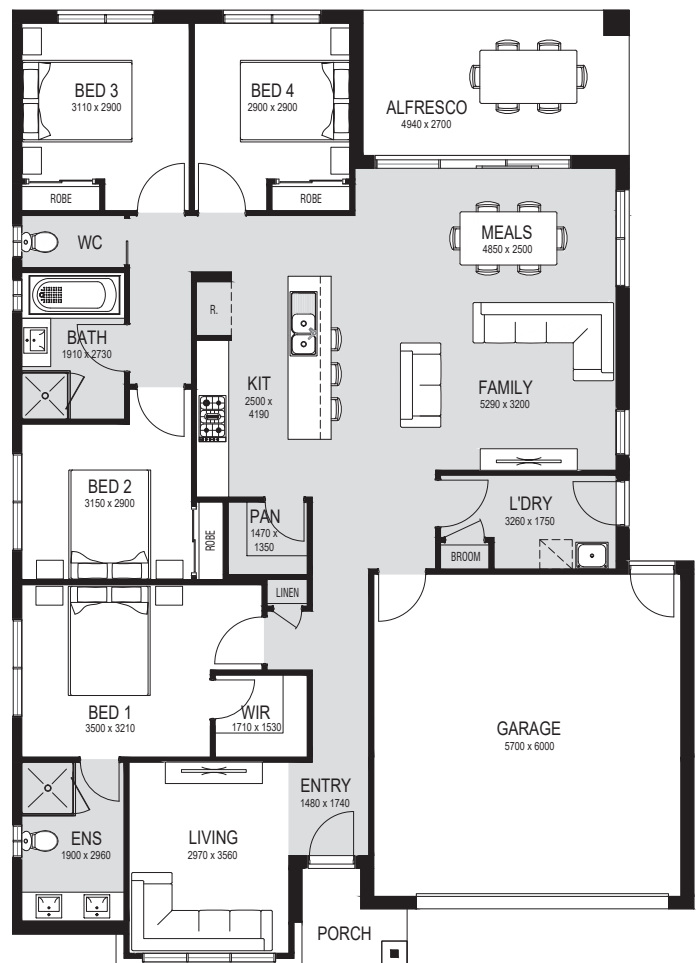 BED 3
3110 x 2900
BED 4
2900 x 2900
ALFRESCO
4940 x 2700
ROBE
ROBE
WC
MEALS
4850 x 2500
R.
BATH
1910 x 2730
KIT
2500 x
4190
FAMILY
5290 x 3200
BED 2
3150 x 2900
ROBE
PAN
1470 x
1350
L'DRY
3260 x 1750
BROOM
LINEN
BED 1
3500 x 3210
WIR
1710 x 1530
GARAGE
5700 x 6000
ENTRY
1480 x 1740
ENS
1900 x 2960
LIVING
2970 x 3560
PORCH